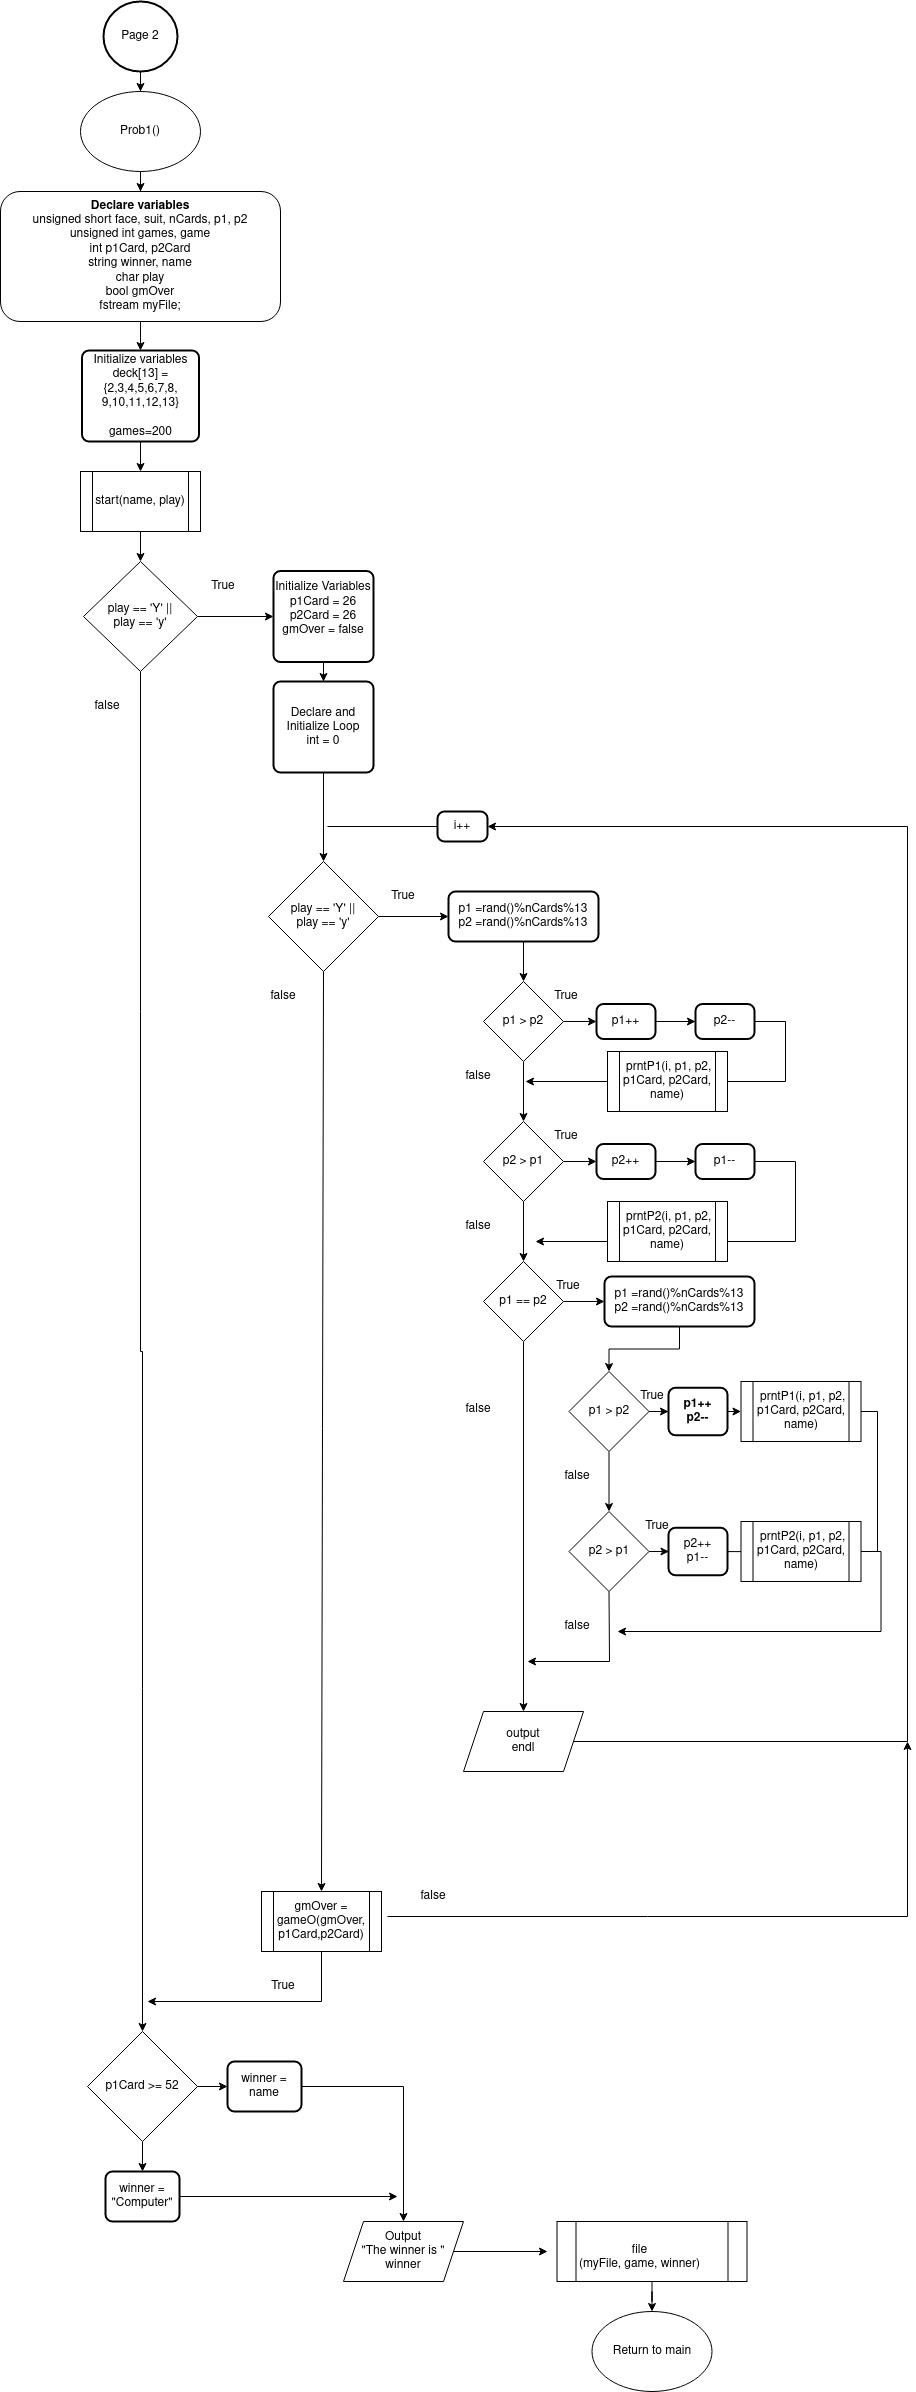 Page 2
Prob1()
Declare variables
unsigned short face, suit, nCards, p1, p2
unsigned int games, game
int p1Card, p2Card
string winner, name
char play
bool gmOver
fstream myFile;
Initialize variables
deck[13] =
{2,3,4,5,6,7,8,
9,10,11,12,13}
games=200
start(name, play)
play == 'Y' ||
play == 'y'
True
false
Initialize Variables
p1Card = 26
p2Card = 26
gmOver = false
Declare and
Initialize Loop
int = 0
i++
play == 'Y' ||
play == 'y'
True
false
p1 =rand()%nCards%13
p2 =rand()%nCards%13
p1 > p2
True
p1++
p2--
false
prntP1(i, p1, p2,
p1Card, p2Card,
name)
p2 > p1
True
p2++
p1--
false
prntP2(i, p1, p2,
p1Card, p2Card,
name)
p1 == p2
True
p1 =rand()%nCards%13
p2 =rand()%nCards%13
false
p1 > p2
True
p1++
p2--
prntP1(i, p1, p2,
p1Card, p2Card,
name)
false
p2 > p1
True
p2++
p1--
prntP2(i, p1, p2,
p1Card, p2Card,
name)
false
output
endl
gmOver =
gameO(gmOver,
p1Card,p2Card)
false
True
p1Card >= 52
winner =
name
winner =
"Computer"
Output
"The winner is "
winner
file
(myFile, game, winner)
Return to main